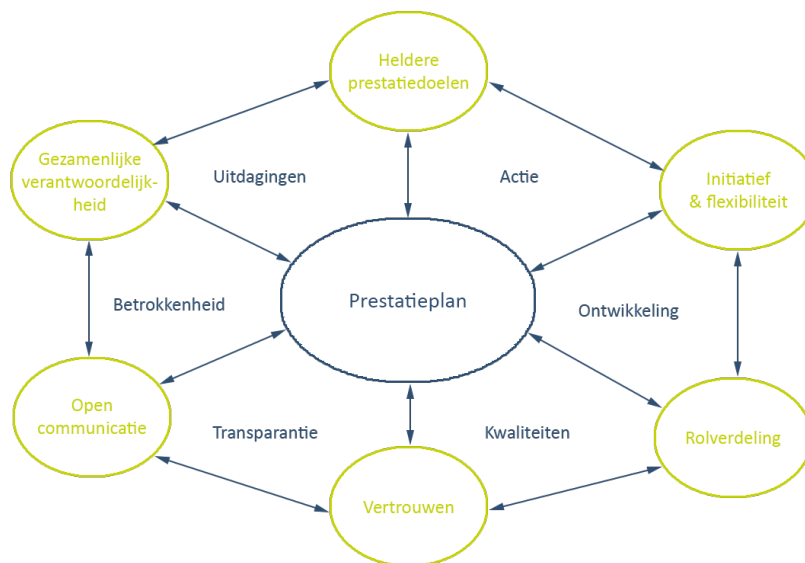 Heldere
prestatiedoelen
Gezamenlijke
verantwoordelijk-
heid
Uitdagingen
Actie
Initiatief
& flexibiliteit
Betrokkenheid
Prestatieplan
Ontwikkeling
Open
communicatie
Transparantie
Kwaliteiten
Rolverdeling
Vertrouwen